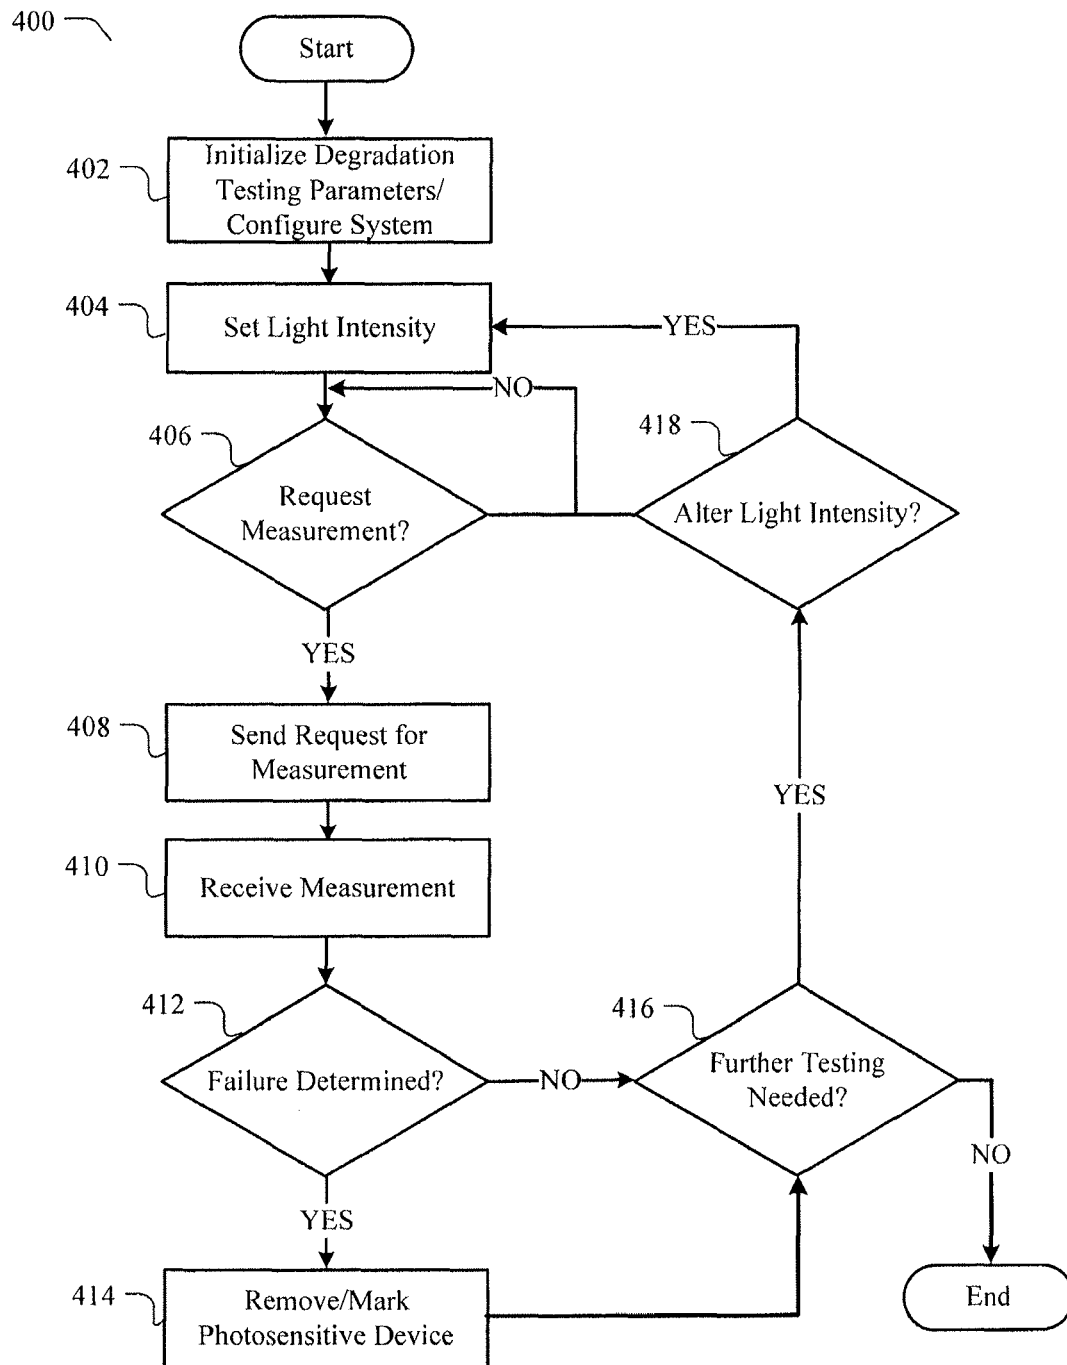 400
Start
402
Initialize Degradation
Testing Parameters/
Configure System
404
Set Light Intensity
YES
NO
406
Request
Measurement?
418
Alter Light Intensity?
YES
408
Send Request for
Measurement
YES
410
Receive Measurement
412
Failure Determined?
NO
416
Further Testing
Needed?
NO
YES
414
Remove/Mark
Photosensitive Device
End